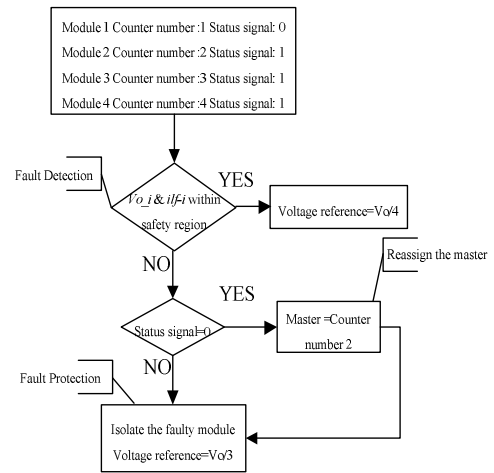 Module 1 Counter number :1 Status signal: 0
Module 2 Counter number :2 Status signal: 1
Module 3 Counter number :3 Status signal: 1
Module 4 Counter number :4 Status signal: 1
Fault Detection
Vo_i & ilf-i within
safety region
YES
Voltage reference=Vo/4
Reassign the master
NO
YES
Status signal=0
Master =Counter
number 2
NO
Fault Protection
Isolate the faulty module
Voltage reference=Vo/3